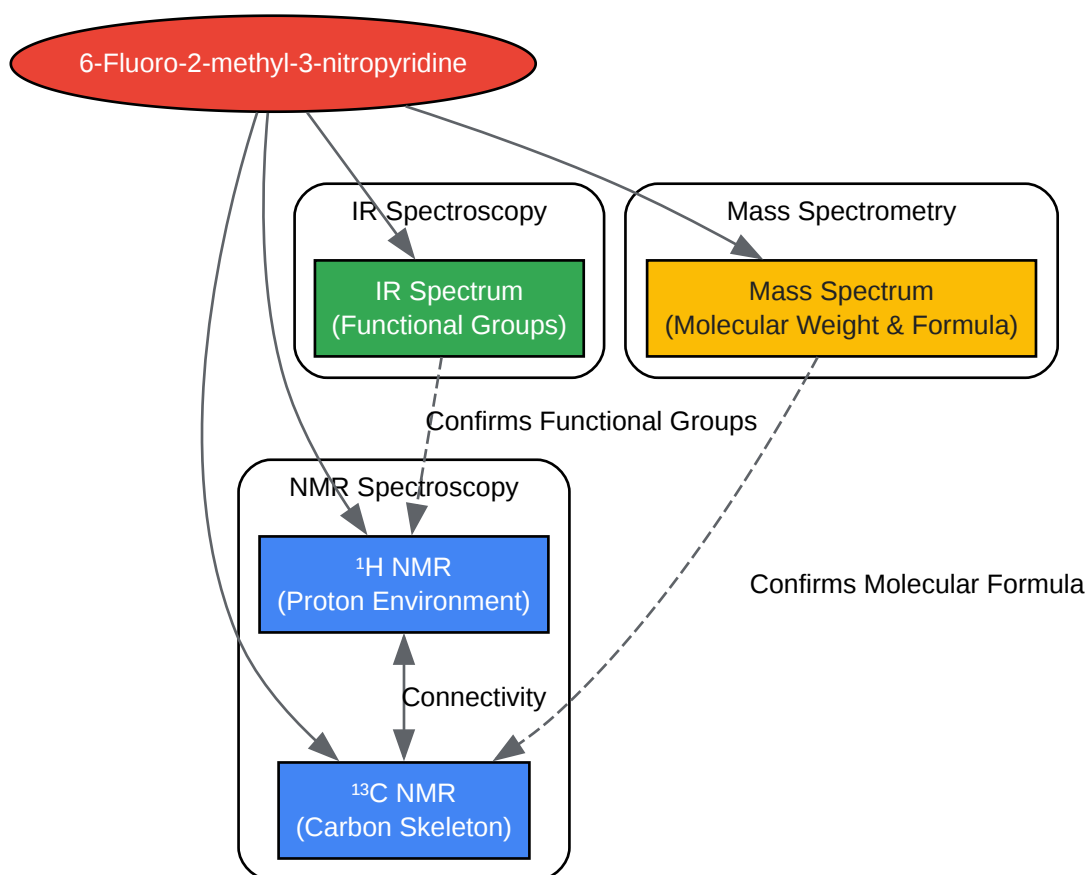 6-Fluoro-2-methyl-3-nitropyridine
IR Spectroscopy
Mass Spectrometry
IR Spectrum
(Functional Groups)
Mass Spectrum
(Molecular Weight & Formula)
Confirms Functional Groups
NMR Spectroscopy
¹H NMR
(Proton Environment)
Confirms Molecular Formula
Connectivity
¹³C NMR
(Carbon Skeleton)